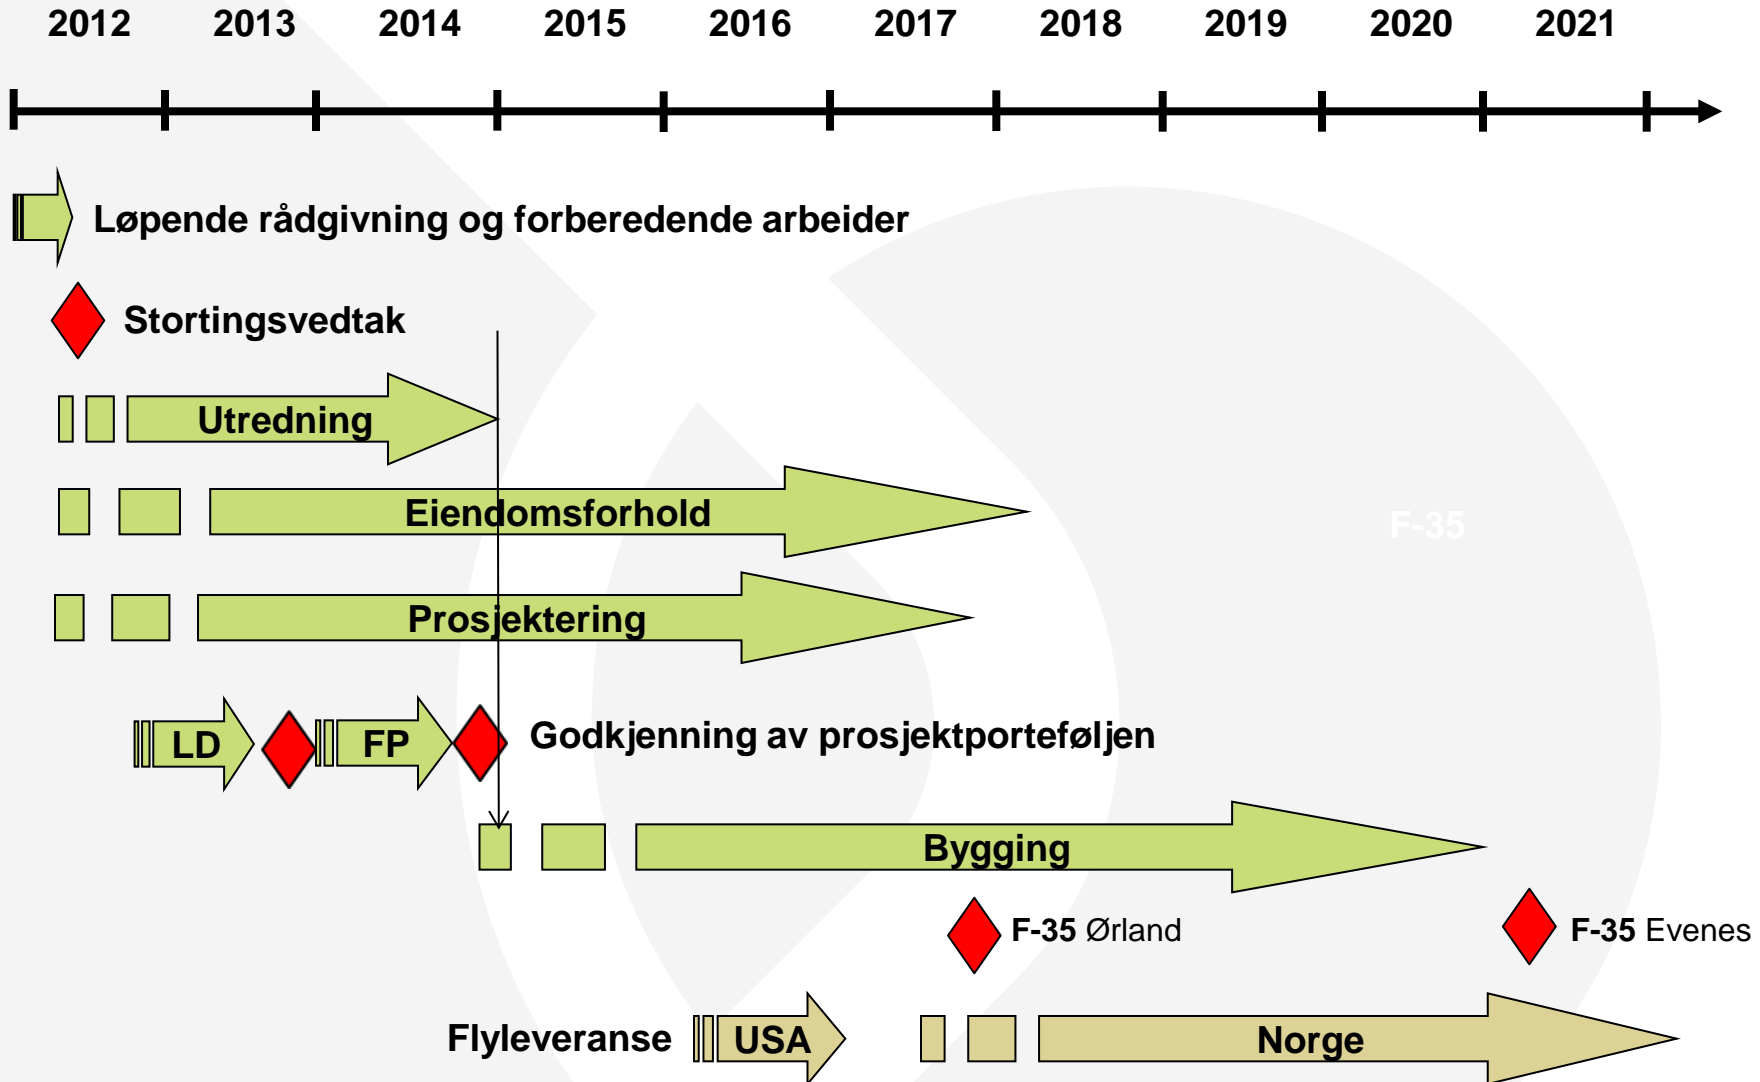 2012 2013 2014 2015 2016 2017 2018 2019 2020 2021
Løpende rådgivning og forberedende arbeider
Stortingsvedtak
Utredning
Eiendomsforhold
F-35
Prosjektering
LD FP Godkjenning av prosjektporteføljen
Bygging
F-35 Ørland F-35 Evenes
Flyleveranse USA Norge